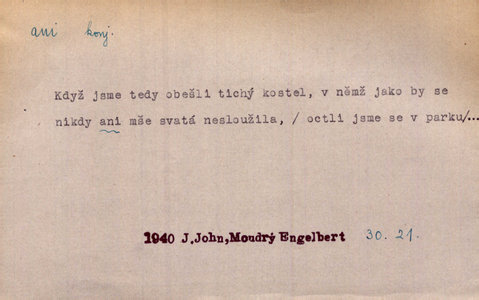 ani konj.
Když jsme tedy obešli tichý kostel, v němž jako by se
nikdy ani mše svatá nesloužila, / octli jsme se v parku/...
1940 J.John,Moudrý Engelbert 30. 21.